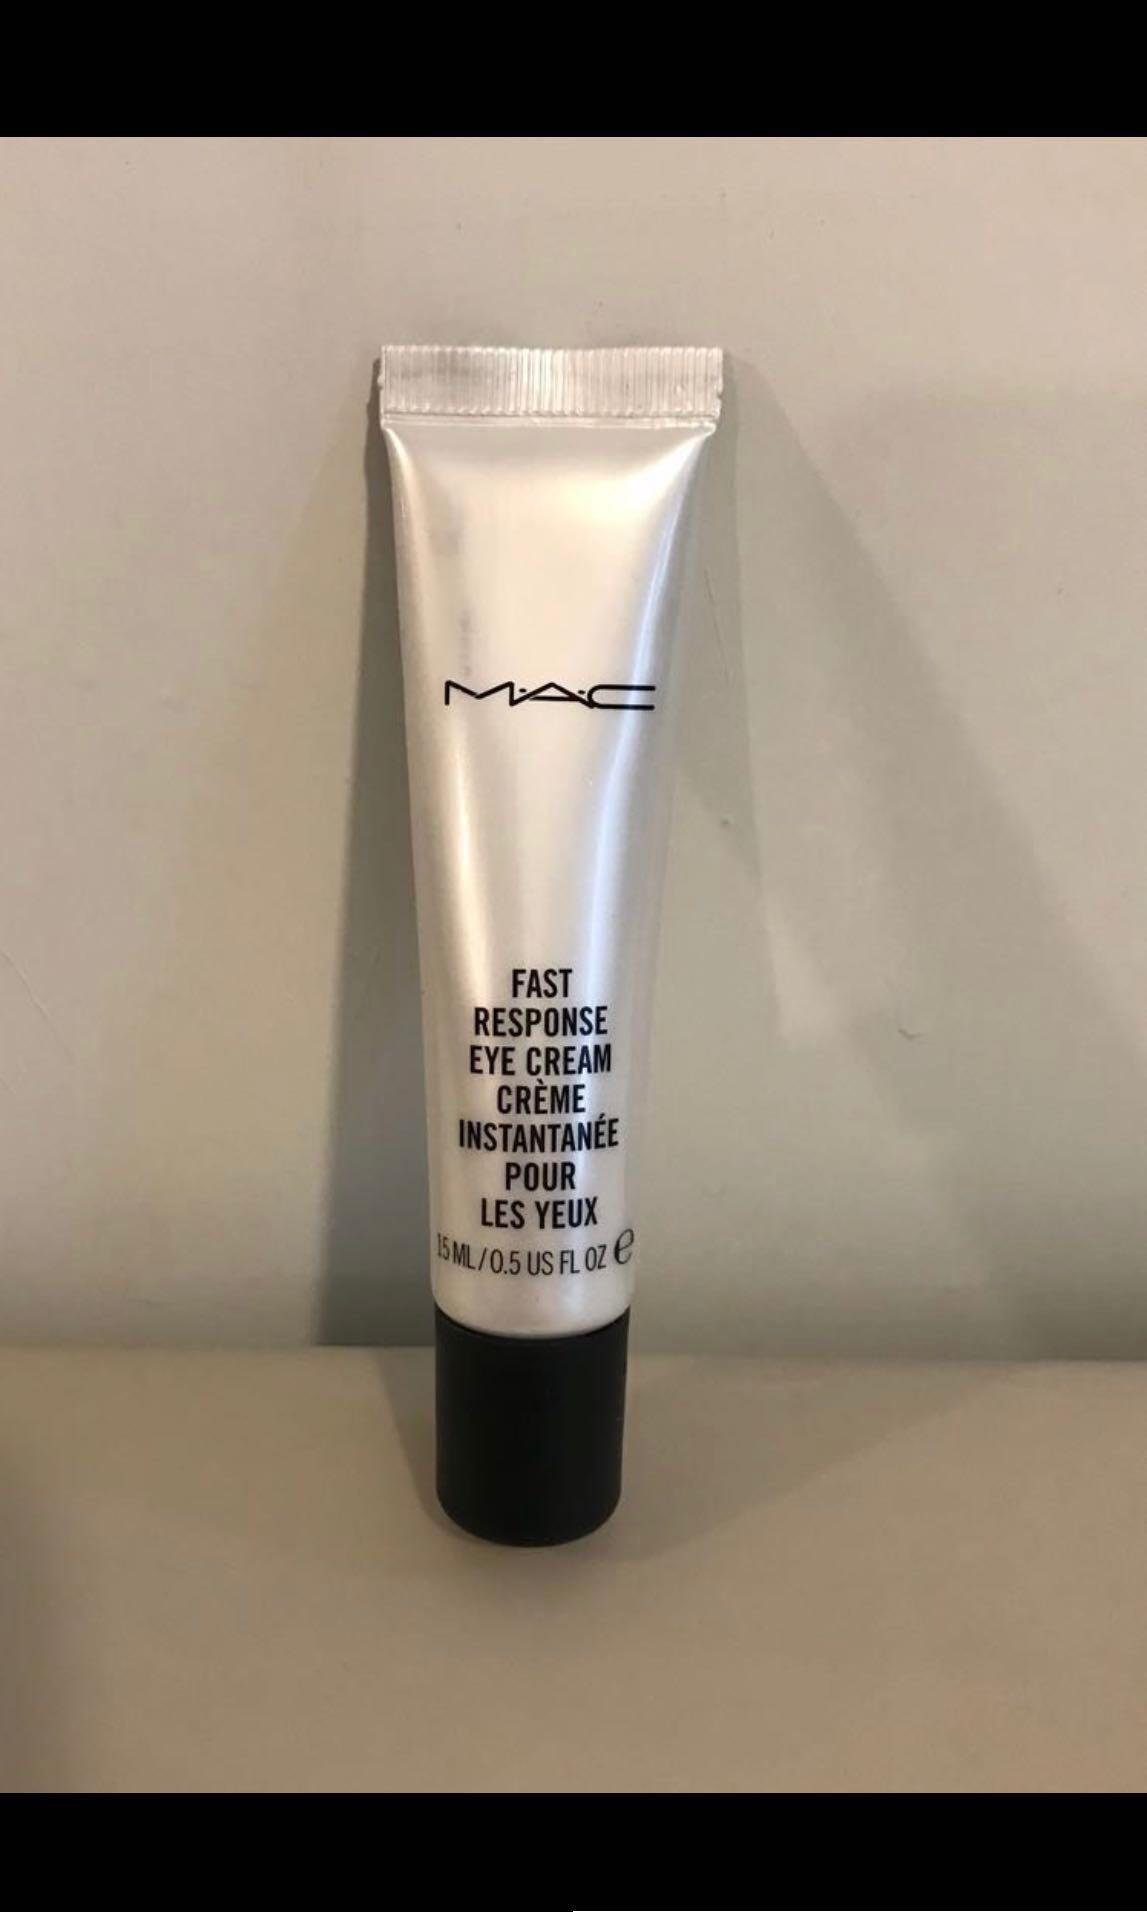 M·A·C
FAST
RESPONSE
EYE CREAM
CRÈME
INSTANTANÉE
POUR
LES YEUX
15 ML / 0.5 US FL OZ ℮